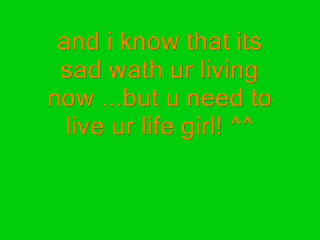 and i know that its
sad wath ur living
now ...but u need to
live ur life girl! ^^